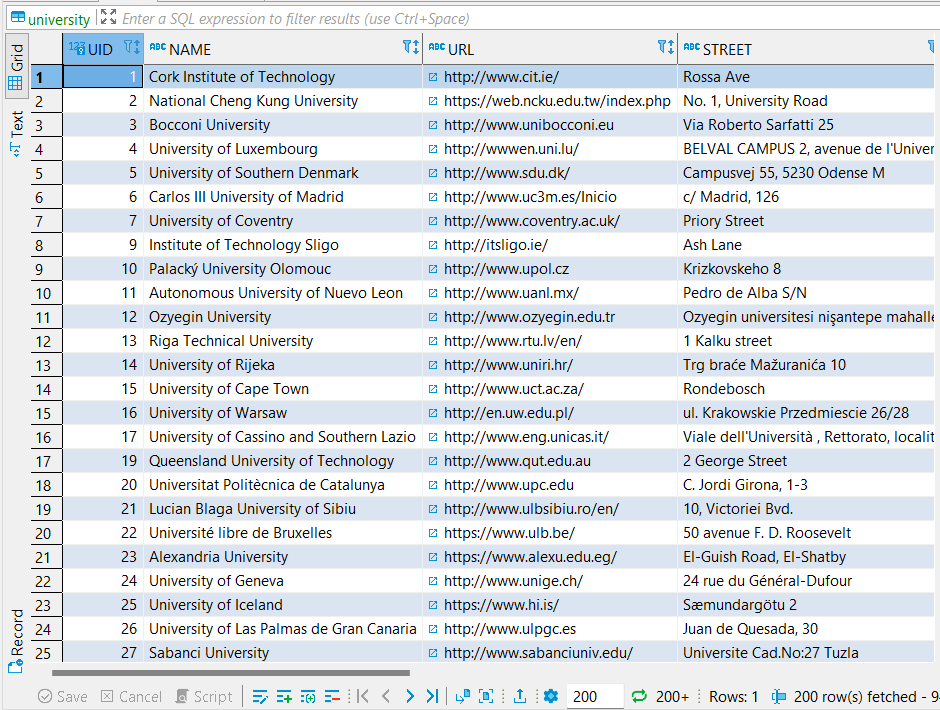 university Enter a SQL expression to filter results (use Ctrl+Space)
Grid
Text
Record
123 UID ABC NAME ABC URL ABC STREET
1 1 Cork Institute of Technology http://www.cit.ie/ Rossa Ave
2 2 National Cheng Kung University https://web.ncku.edu.tw/index.php No. 1, University Road
3 3 Bocconi University http://www.unibocconi.eu Via Roberto Sarfatti 25
4 4 University of Luxembourg http://wwwen.uni.lu/ BELVAL CAMPUS 2, avenue de l'Univer
5 5 University of Southern Denmark http://www.sdu.dk/ Campusvej 55, 5230 Odense M
6 6 Carlos III University of Madrid http://www.uc3m.es/Inicio c/ Madrid, 126
7 7 University of Coventry http://www.coventry.ac.uk/ Priory Street
8 9 Institute of Technology Sligo http://itsligo.ie/ Ash Lane
9 10 Palacký University Olomouc http://www.upol.cz Krizkovskeho 8
10 11 Autonomous University of Nuevo Leon http://www.uanl.mx/ Pedro de Alba S/N
11 12 Ozyegin University http://www.ozyegin.edu.tr Ozyegin universitesi nişantepe mahalle
12 13 Riga Technical University http://www.rtu.lv/en/ 1 Kalku street
13 14 University of Rijeka http://www.uniri.hr/ Trg braće Mažuranića 10
14 15 University of Cape Town http://www.uct.ac.za/ Rondebosch
15 16 University of Warsaw http://en.uw.edu.pl/ ul. Krakowskie Przedmiescie 26/28
16 17 University of Cassino and Southern Lazio http://www.eng.unicas.it/ Viale dell'Università , Rettorato, localit
17 19 Queensland University of Technology http://www.qut.edu.au 2 George Street
18 20 Universitat Politècnica de Catalunya http://www.upc.edu C. Jordi Girona, 1-3
19 21 Lucian Blaga University of Sibiu http://www.ulbsibiu.ro/en/ 10, Victoriei Bvd.
20 22 Université libre de Bruxelles https://www.ulb.be/ 50 avenue F. D. Roosevelt
21 23 Alexandria University https://www.alexu.edu.eg/ El-Guish Road, El-Shatby
22 24 University of Geneva http://www.unige.ch/ 24 rue du Général-Dufour
23 25 University of Iceland https://www.hi.is/ Sæmundargötu 2
24 26 University of Las Palmas de Gran Canaria http://www.ulpgc.es Juan de Quesada, 30
25 27 Sabanci University http://www.sabanciuniv.edu/ Universite Cad.No:27 Tuzla
Save Cancel Script 200 200+ Rows: 1 200 row(s) fetched - 9